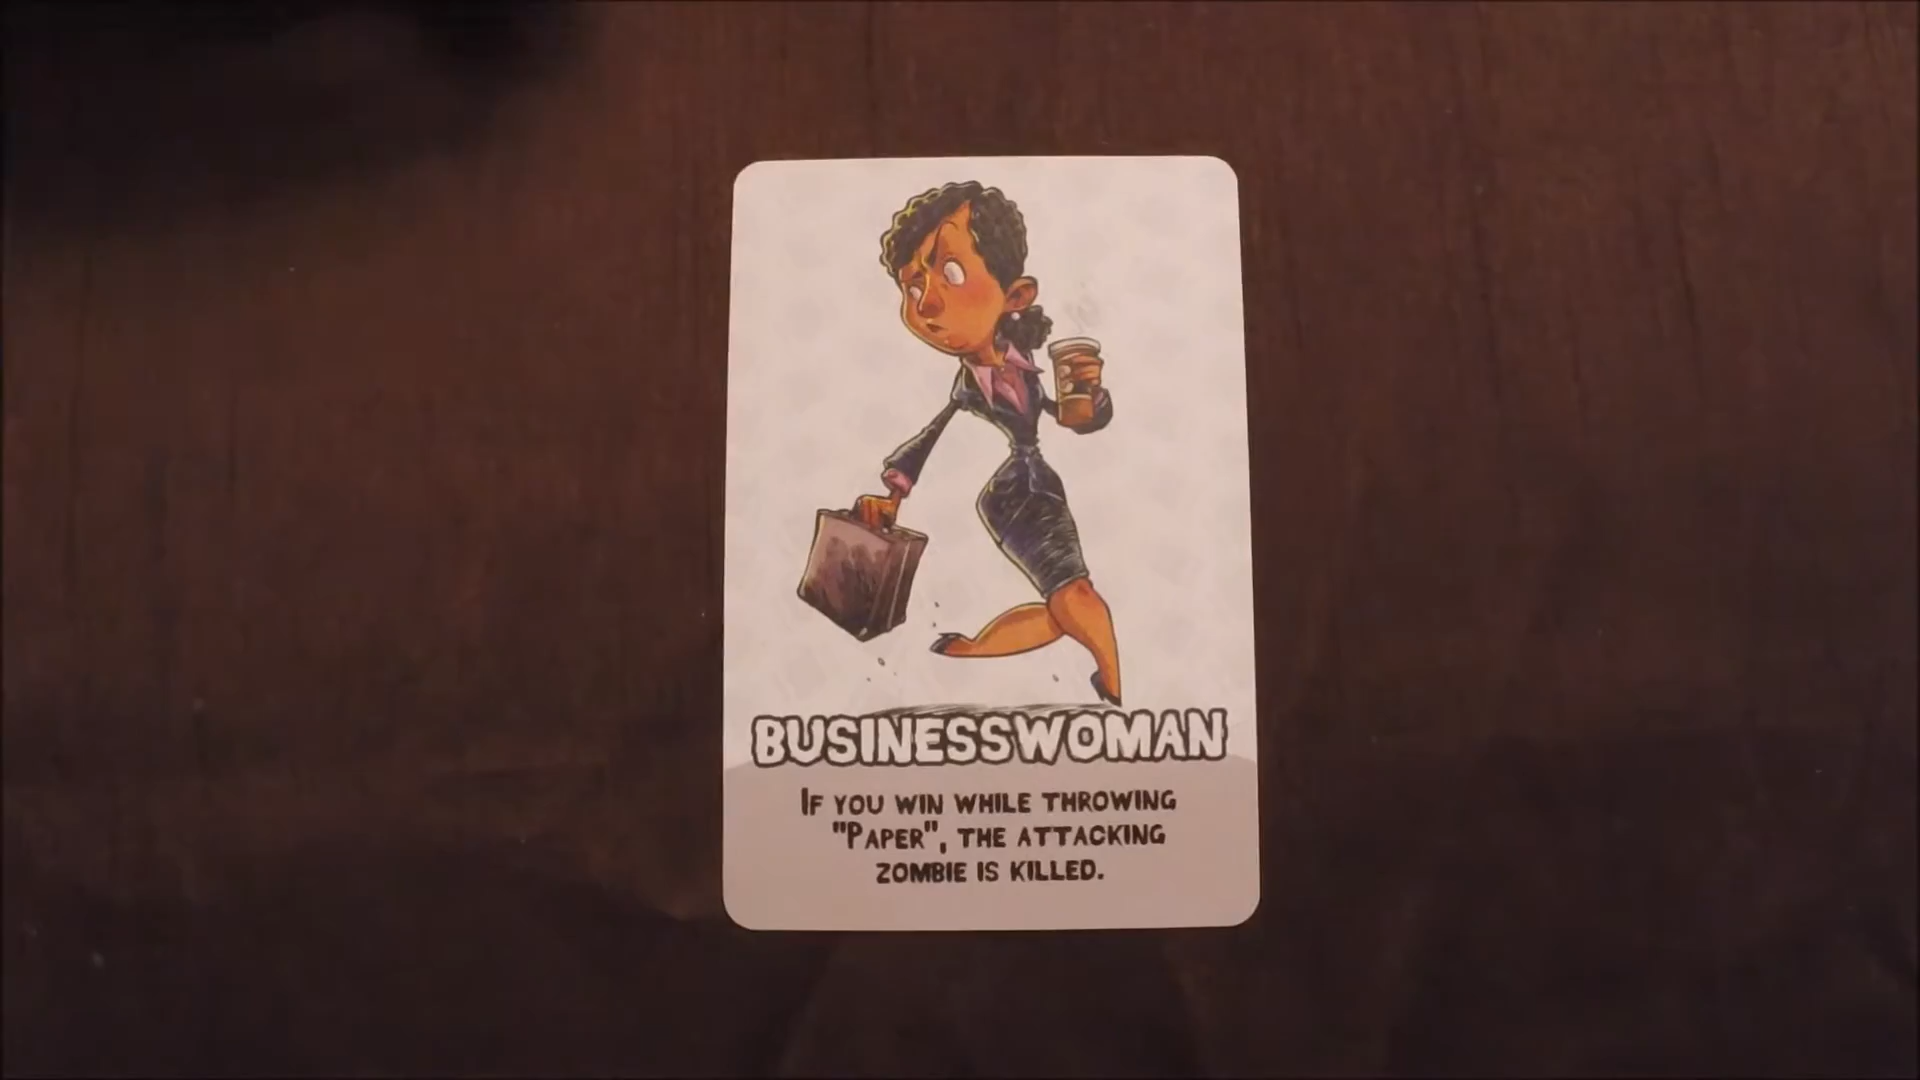 BUSINESSWOMAN
IF YOU WIN WHILE THROWING
"PAPER", THE ATTACKING
ZOMBIE IS KILLED.